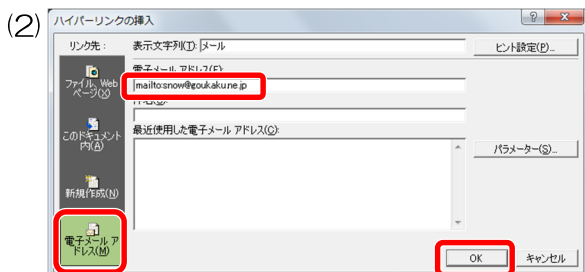 (2)
ハイパーリンクの挿入
リンク先：
表示文字列(T): メール
ヒント設定(P)...
電子メール アドレス(E):
mailto:snow@goukaku.ne.jp
件名(U):
最近使用した電子メール アドレス(C):
パラメーター(S)...
ファイル、Web
ページ(X)
このドキュメント
内(A)
新規作成(N)
電子メール ア
ドレス(M)
OK
キャンセル